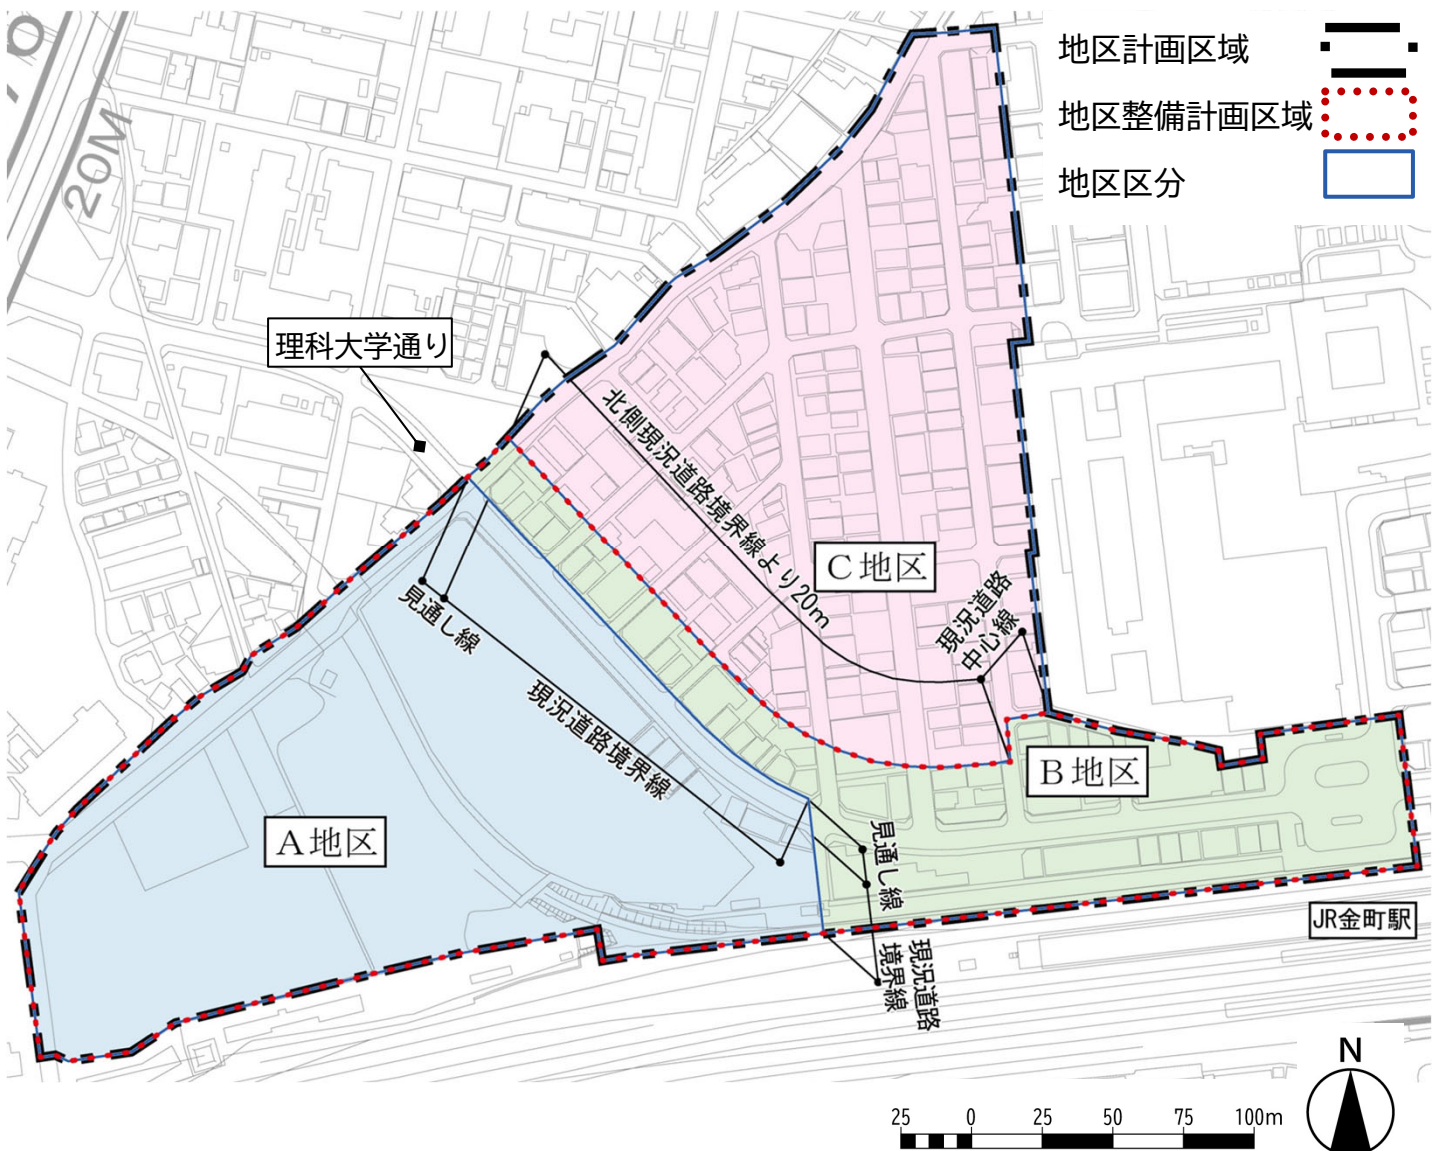 地区計画区域
地区整備計画区域
地区区分
20M
理科大学通り
北側現況道路境界線より20m
C地区
現況道路
中心線
見通し線
現況道路境界線
B地区
A地区
見通し線
JR金町駅
現況道路
境界線
N
25 0 25 50 75 100m